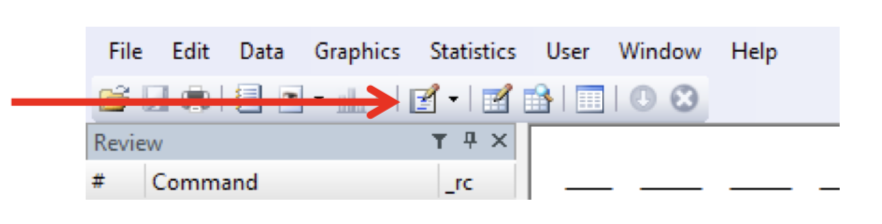 File Edit Data Graphics Statistics User Window Help
Review
# Command _rc